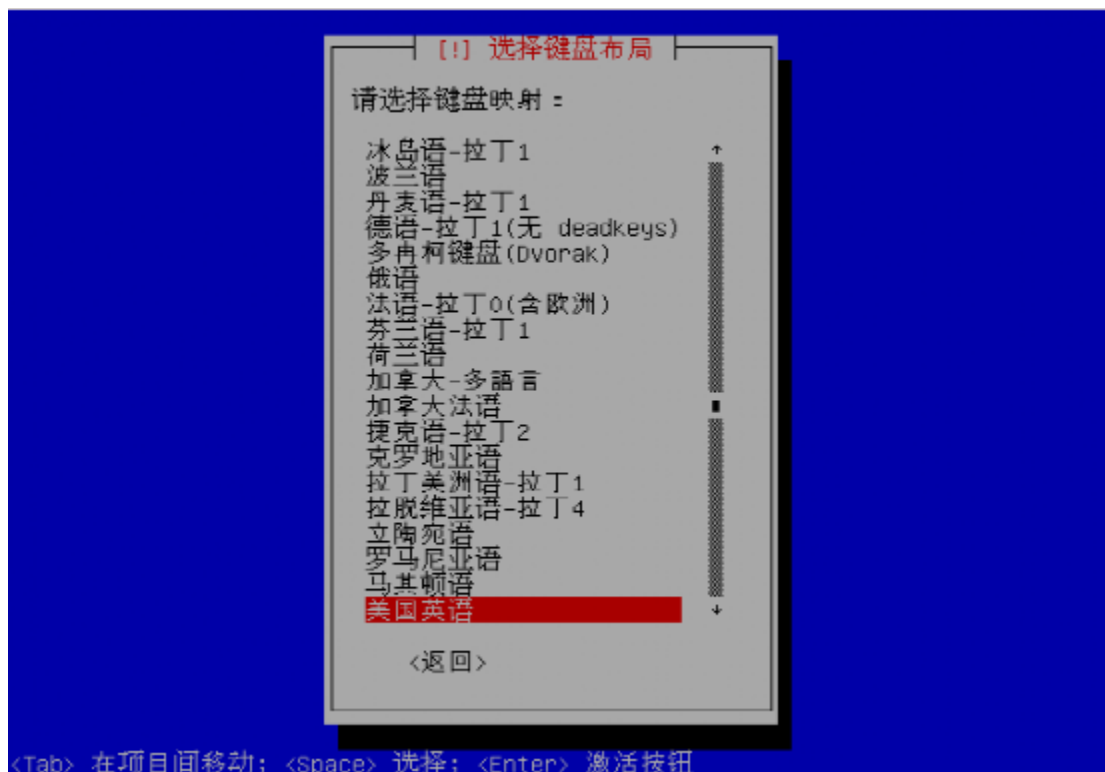 [!] 选择键盘布局
请选择键盘映射：
冰岛语-拉丁1
波兰语
丹麦语-拉丁1
德语-拉丁1(无 deadkeys)
多冉柯键盘(Dvorak)
俄语
法语-拉丁0(含欧洲)
芬兰语-拉丁1
荷兰语
加拿大-多語言
加拿大法语
捷克语-拉丁2
克罗地亚语
拉丁美洲语-拉丁1
拉脱维亚语-拉丁4
立陶宛语
罗马尼亚语
马其顿语
美国英语
<返回>
<Tab> 在项目间移动; <Space> 选择; <Enter> 激活按钮